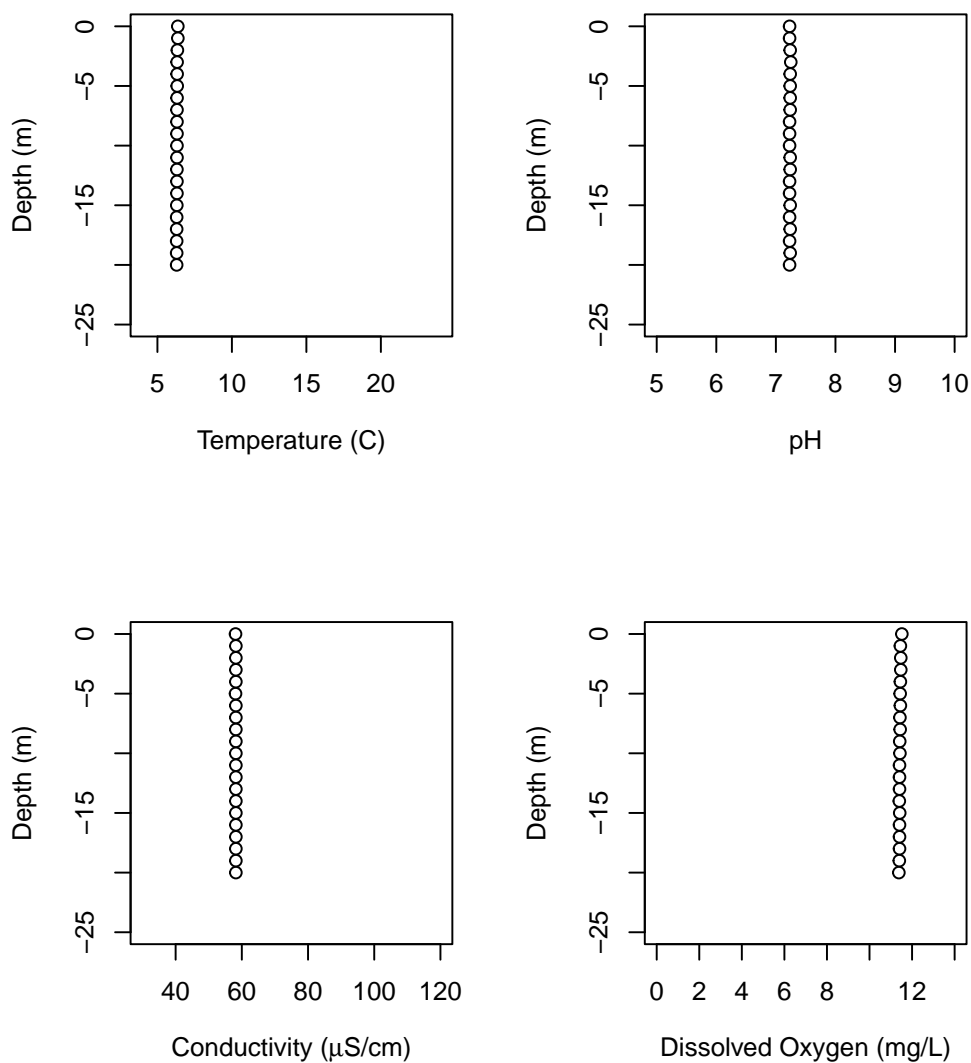 0
−5
−15
−25
Depth (m)
5 10 15 20
Temperature (C)
0
−5
−15
−25
Depth (m)
5 6 7 8 9 10
pH
0
−5
−15
−25
Depth (m)
40 60 80 100 120
Conductivity (μS/cm)
0
−5
−15
−25
Depth (m)
0 2 4 6 8 12
Dissolved Oxygen (mg/L)